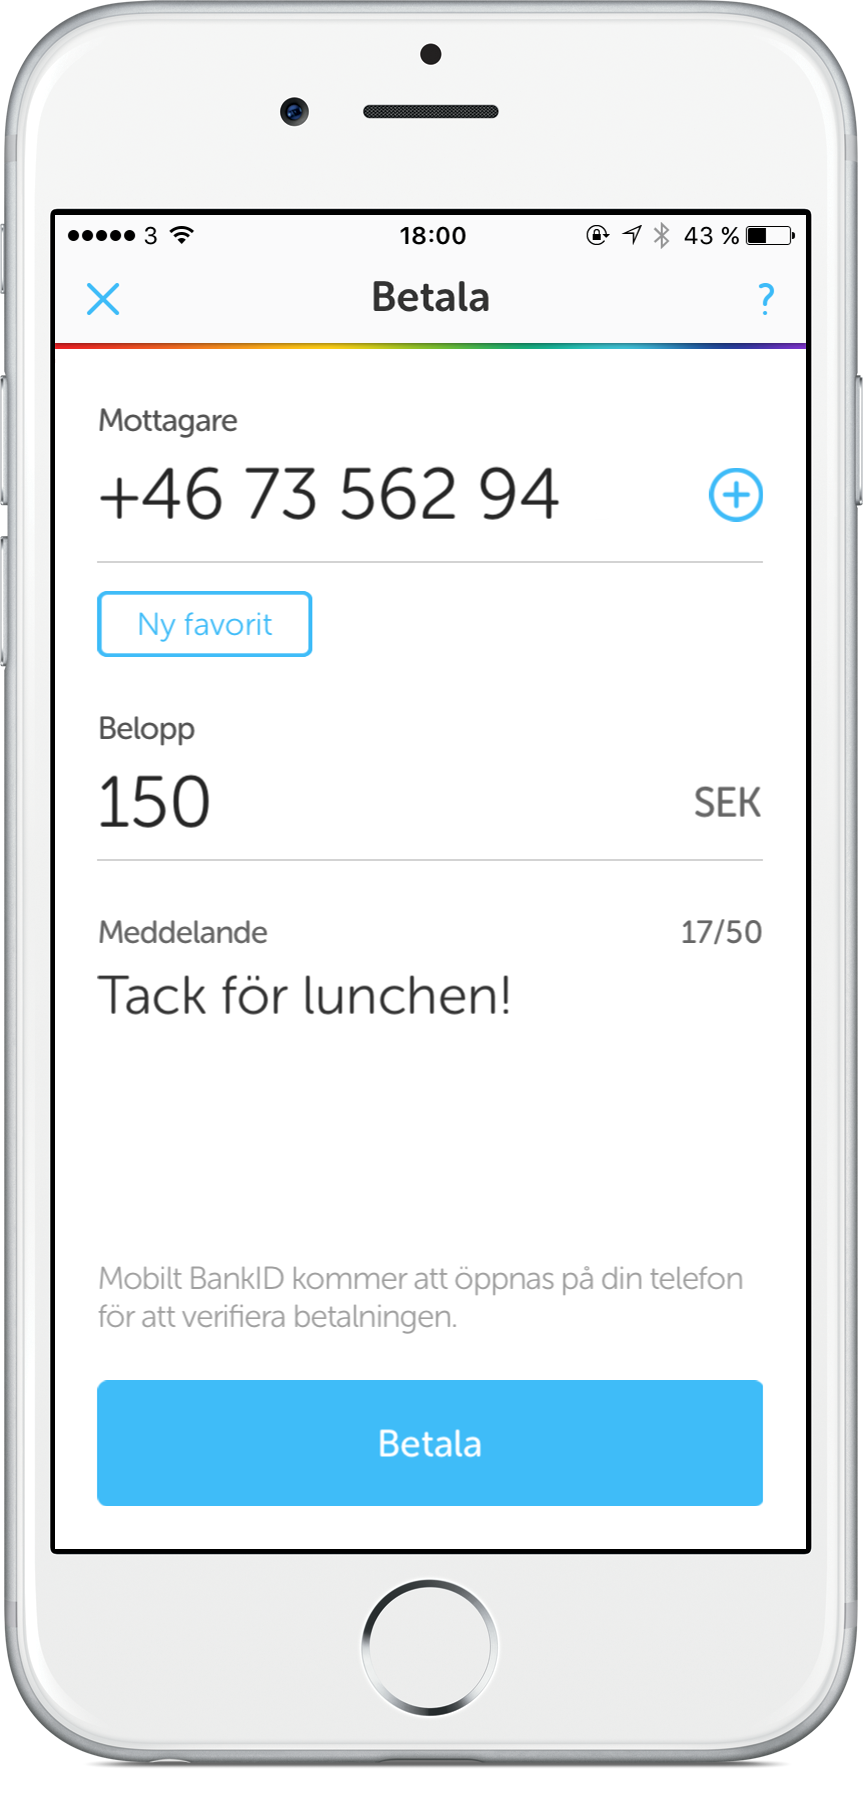 3 18:00 43 %
Betala ?
Mottagare
+46 73 562 94
Ny favorit
Belopp
150 SEK
Meddelande 17/50
Tack för lunchen!
Mobilt BankID kommer att öppnas på din telefon
för att verifiera betalningen.
Betala